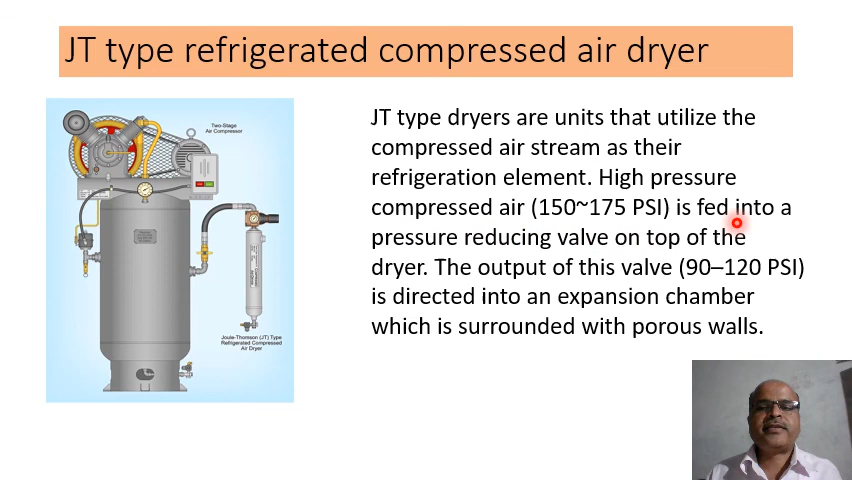 JT type refrigerated compressed air dryer
Two-Stage
Air Compressor
JT type dryers are units that utilize the
compressed air stream as their
refrigeration element. High pressure
compressed air (150~175 PSI) is fed into a
pressure reducing valve on top of the
dryer. The output of this valve (90–120 PSI)
is directed into an expansion chamber
which is surrounded with porous walls.
Joule-Thomson (JT) Type
Refrigerated Compressed
Air Dryer